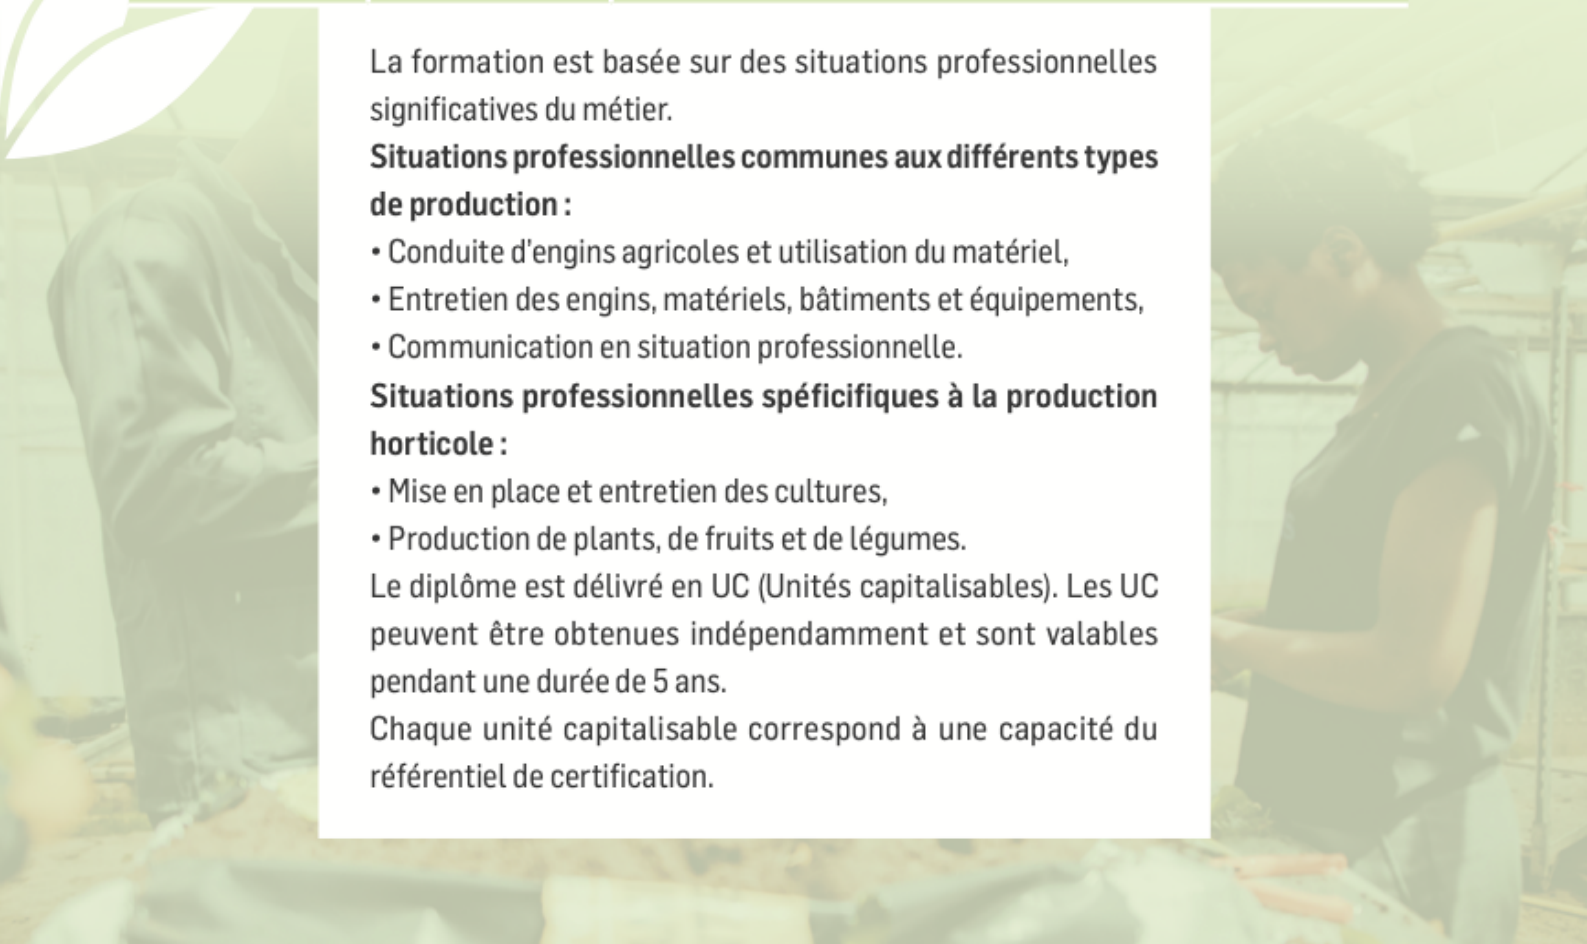 La formation est basée sur des situations professionnelles
significatives du métier.
Situations professionnelles communes aux différents types
de production :
• Conduite d'engins agricoles et utilisation du matériel,
• Entretien des engins, matériels, bâtiments et équipements,
• Communication en situation professionnelle.
Situations professionnelles spéficifiques à la production
horticole :
• Mise en place et entretien des cultures,
• Production de plants, de fruits et de légumes.
Le diplôme est délivré en UC (Unités capitalisables). Les UC
peuvent être obtenues indépendamment et sont valables
pendant une durée de 5 ans.
Chaque unité capitalisable correspond à une capacité du
référentiel de certification.